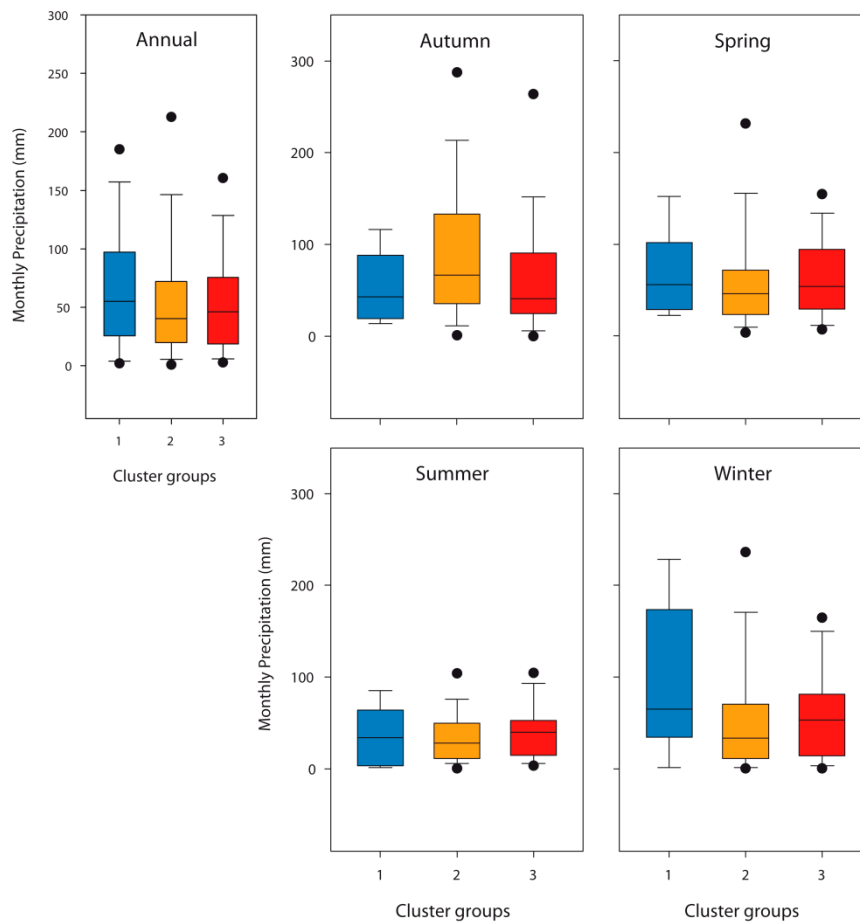 Annual
Monthly Precipitation (mm)
300
250
200
150
100
50
0
1 2 3
Cluster groups
Autumn
300
200
100
0
Spring
Summer
Monthly Precipitation (mm)
300
200
100
0
1 2 3
Cluster groups
Winter
1 2 3
Cluster groups